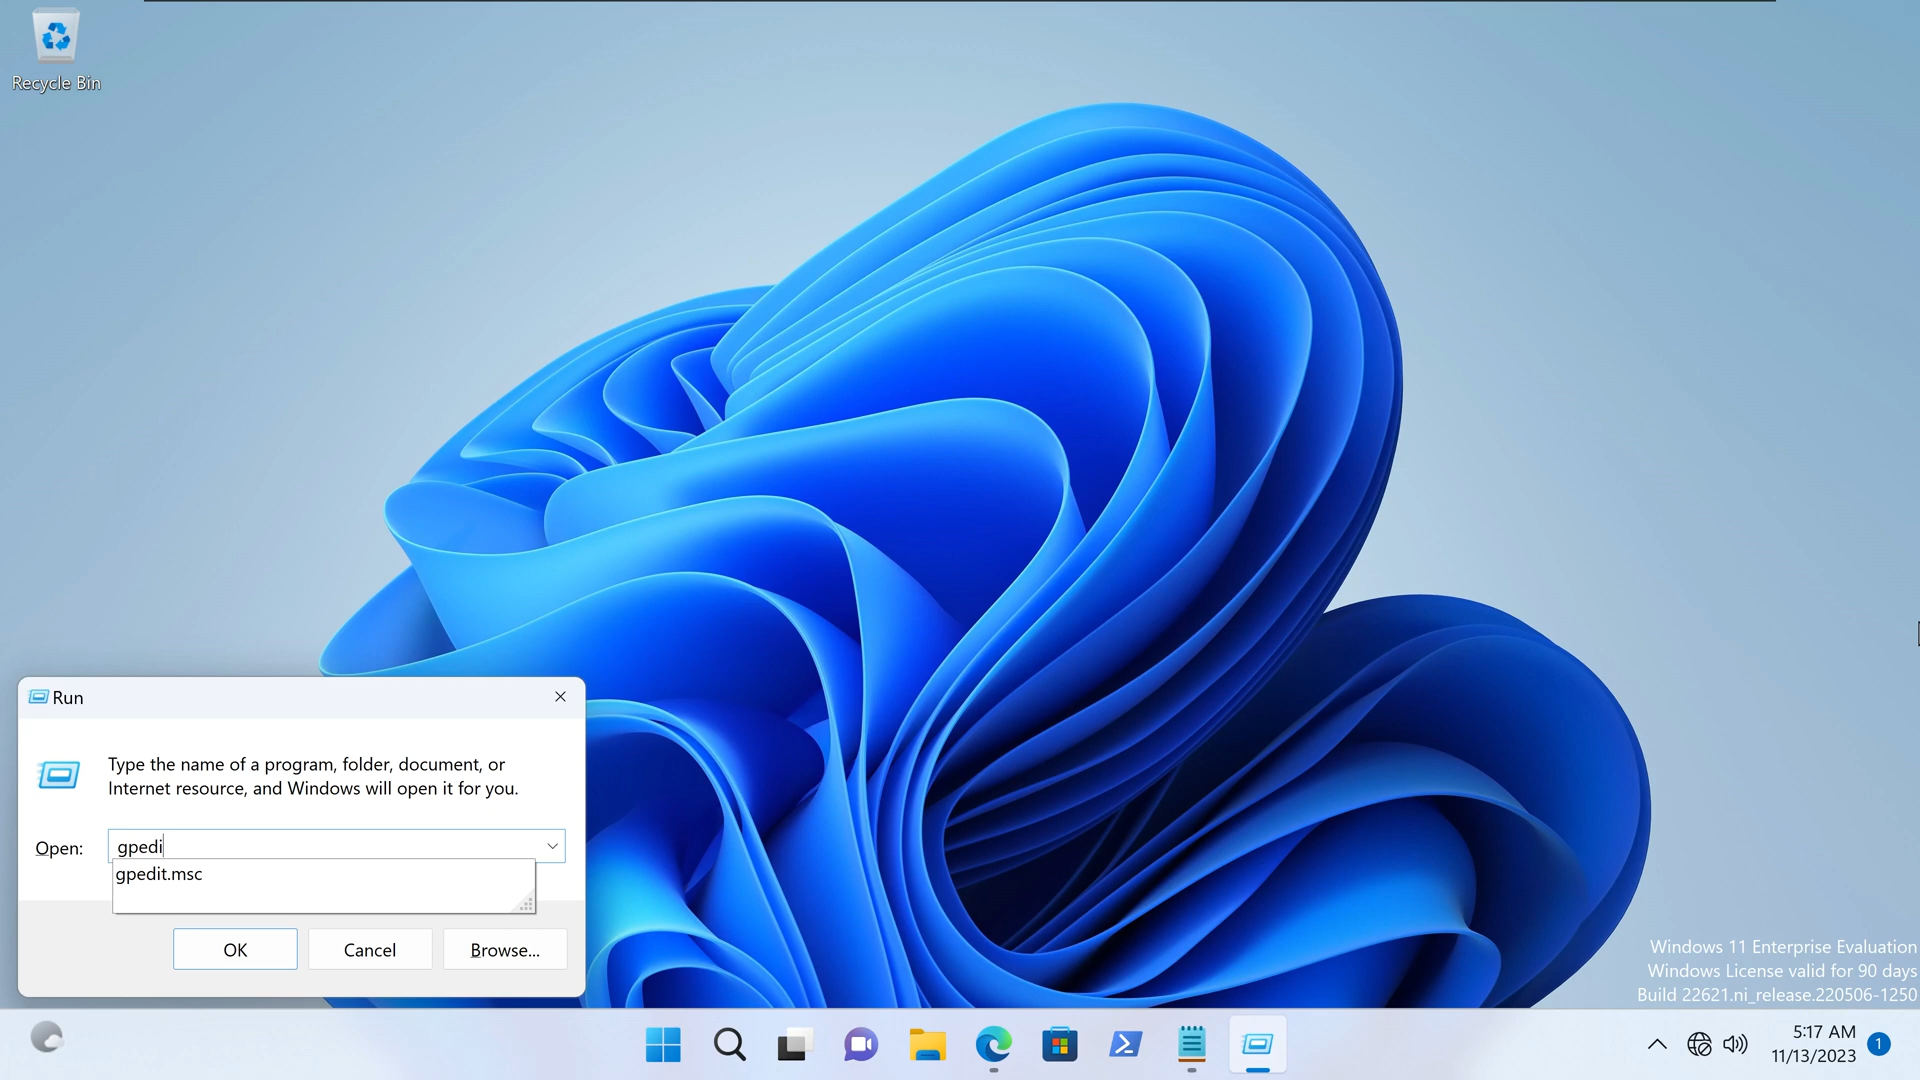 Recycle Bin
Run
Type the name of a program, folder, document, or
Internet resource, and Windows will open it for you.
Open:
gpedi
gpedit.msc
OK
Cancel
Browse...
Windows 11 Enterprise Evaluation
Windows License valid for 90 days
Build 22621.ni_release.220506-1250
5:17 AM
11/13/2023
1